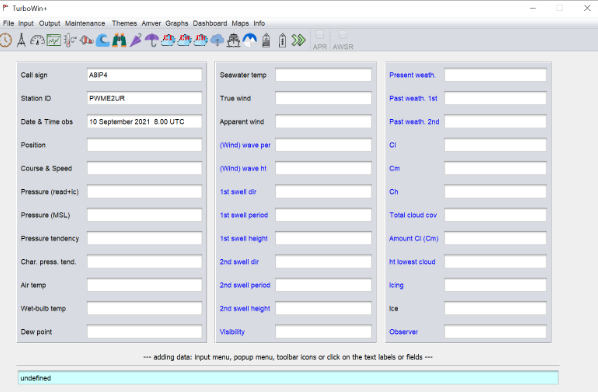 TurboWin+
File Input Output Maintenance Themes Amver Graphs Dashboard Maps Info
APR AWSR
Call sign A8IP4
Station ID PWME2UR
Date & Time obs 10 September 2021 8.00 UTC
Position
Course & Speed
Pressure (read+ic)
Pressure (MSL)
Pressure tendency
Char. press. tend.
Air temp
Wet-bulb temp
Dew point
Seawater temp
True wind
Apparent wind
(Wind) wave per
(Wind) wave ht
1st swell dir
1st swell period
1st swell height
2nd swell dir
2nd swell period
2nd swell height
Visibility
Present weath.
Past weath. 1st
Past weath. 2nd
Cl
Cm
Ch
Total cloud cov
Amount Cl (Cm)
ht lowest cloud
Icing
Ice
Observer
--- adding data: input menu, popup menu, toolbar icons or click on the text labels or fields ---
undefined